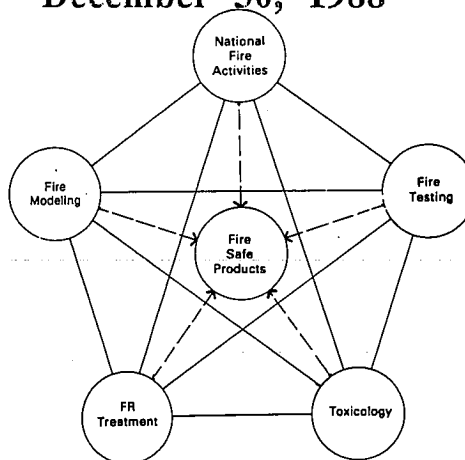 December 30, 1988
National
Fire
Activities
Fire
Modeling
Fire
Testing
Fire
Safe
Products
FR
Treatment
Toxicology